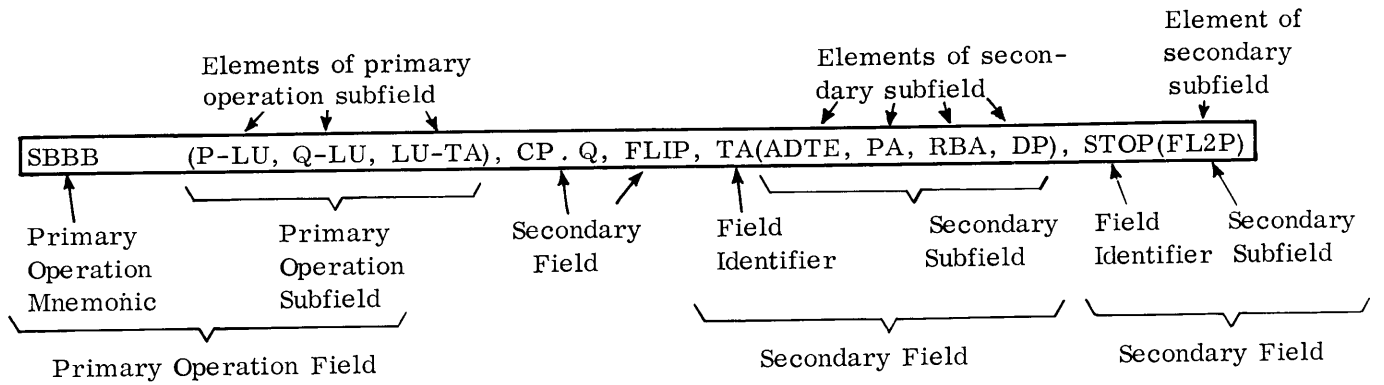 Elements of primary
operation subfield
Elements of secon-
dary subfield
Element of
secondary
subfield
SBBB (P-LU, Q-LU, LU-TA), CP . Q, FLIP, TA(ADTE, PA, RBA, DP), STOP(FL2P)
Primary
Operation
Mnemonic
Primary
Operation
Subfield
Secondary
Field
Field
Identifier
Secondary
Subfield
Field
Identifier
Secondary
Subfield
Primary Operation Field
Secondary Field
Secondary Field